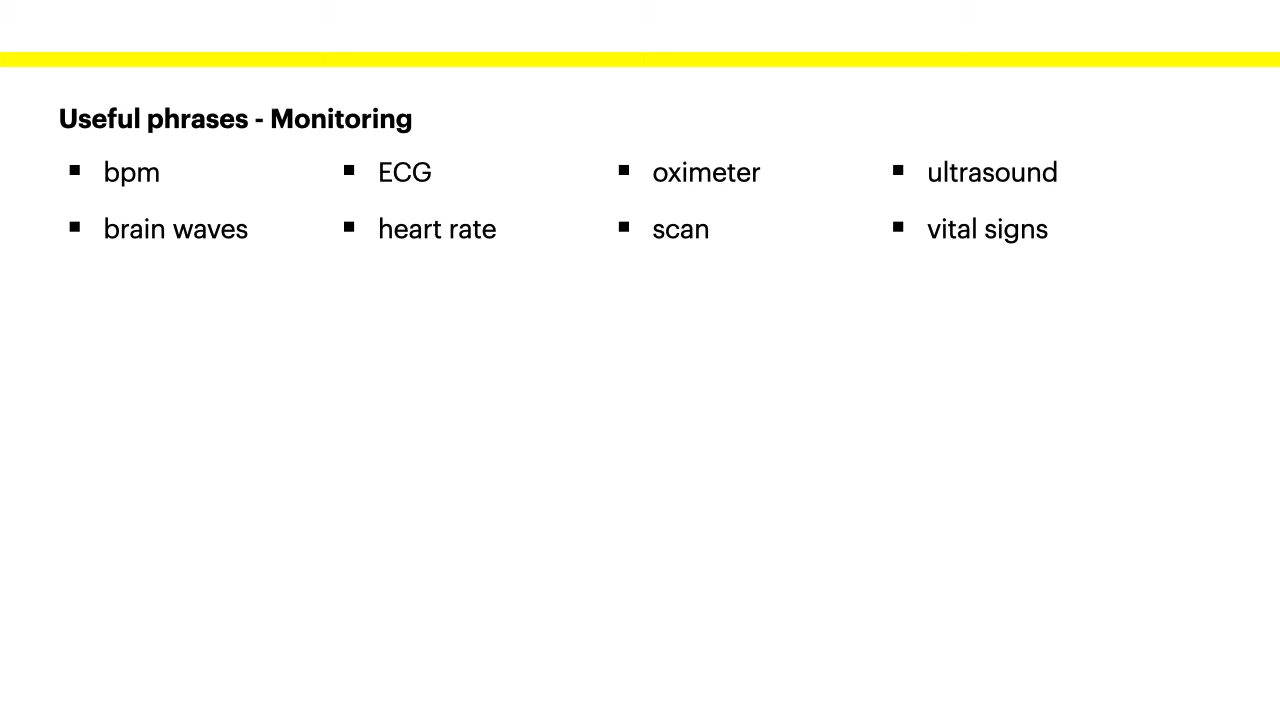 Useful phrases - Monitoring
▪ bpm ▪ ECG ▪ oximeter ▪ ultrasound
▪ brain waves ▪ heart rate ▪ scan ▪ vital signs